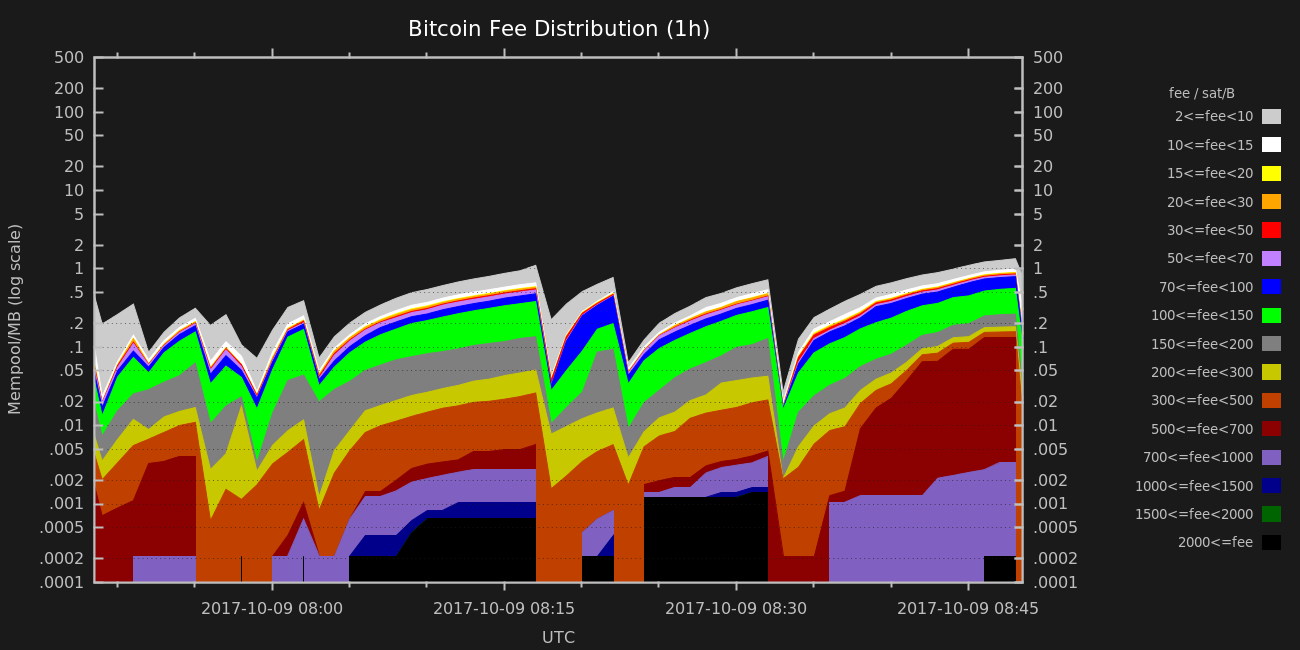 Bitcoin Fee Distribution (1h)
500 500
200 200
100 100
50 50
20 20
10 10
5 5
2 2
1 1
.5 .5
.2 .2
.1 .1
.05 .05
.02 .02
.01 .01
.005 .005
.002 .002
.001 .001
.0005 .0005
.0002 .0002
.0001 .0001
Mempool/MB (log scale)
2017-10-09 08:00 2017-10-09 08:15 2017-10-09 08:30 2017-10-09 08:45
UTC
fee / sat/B
2<=fee<10
10<=fee<15
15<=fee<20
20<=fee<30
30<=fee<50
50<=fee<70
70<=fee<100
100<=fee<150
150<=fee<200
200<=fee<300
300<=fee<500
500<=fee<700
700<=fee<1000
1000<=fee<1500
1500<=fee<2000
2000<=fee